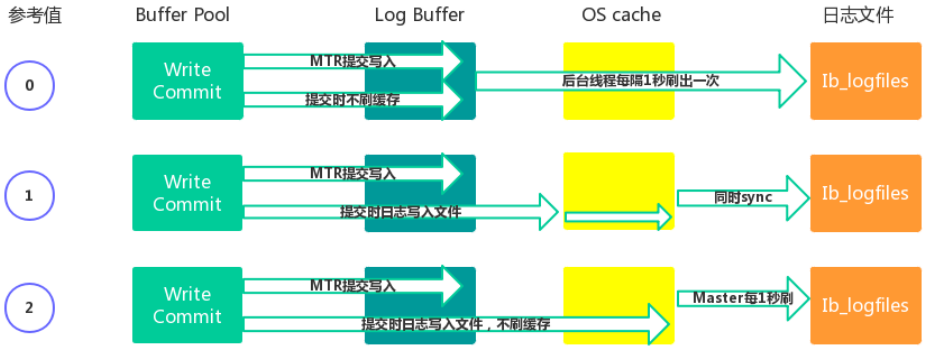 参考值 Buffer Pool Log Buffer OS cache 日志文件
0
Write
Commit
MTR提交写入
提交时不刷缓存
后台线程每隔1秒刷出一次
Ib_logfiles
1
Write
Commit
MTR提交写入
提交时日志写入文件
同时sync
Ib_logfiles
2
Write
Commit
MTR提交写入
提交时日志写入文件，不刷缓存
Master每1秒刷
Ib_logfiles